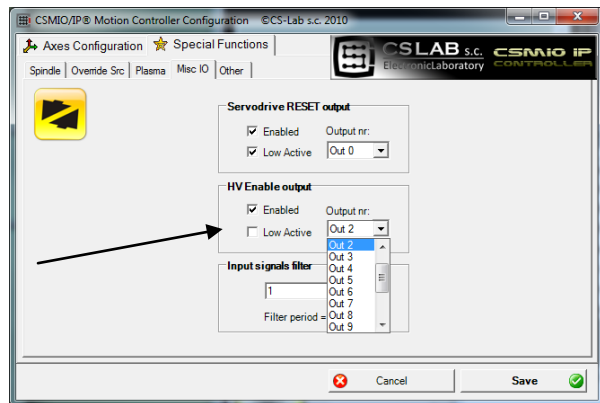 CSMIO/IP® Motion Controller Configuration ©CS-Lab s.c. 2010
Axes Configuration Special Functions
CSLAB s.c.
ElectronicLaboratory
CSMIO IP
CONTROLLER
Spindle Override Src Plasma Misc IO Other
Servodrive RESET output
Enabled Output nr:
Low Active Out 0
HV Enable output
Enabled Output nr:
Low Active Out 2
Out 2
Out 3
Out 4
Out 5
Out 6
Out 7
Out 8
Out 9
Input signals filter
1
Filter period =
Cancel Save